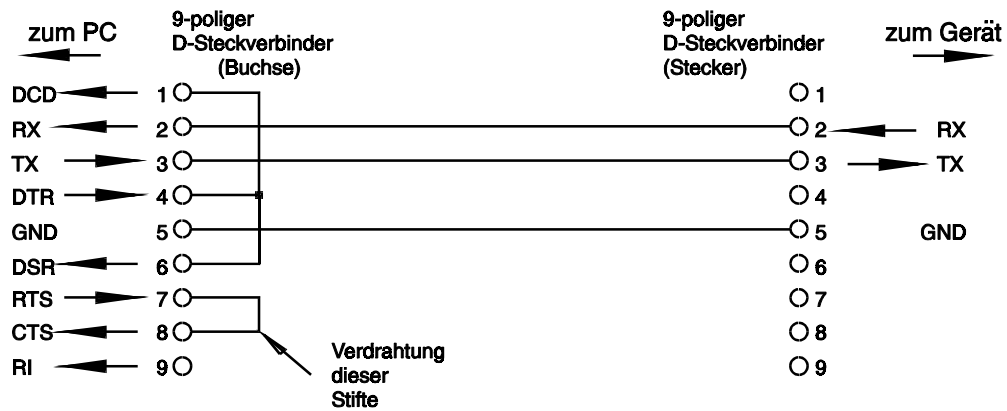 zum PC
9-poliger
D-Steckverbinder
(Buchse)
9-poliger
D-Steckverbinder
(Stecker)
zum Gerät
DCD 1 1
RX 2 2 RX
TX 3 3 TX
DTR 4 4
GND 5 5 GND
DSR 6 6
RTS 7 7
CTS 8 8
RI 9 9
Verdrahtung
dieser
Stifte